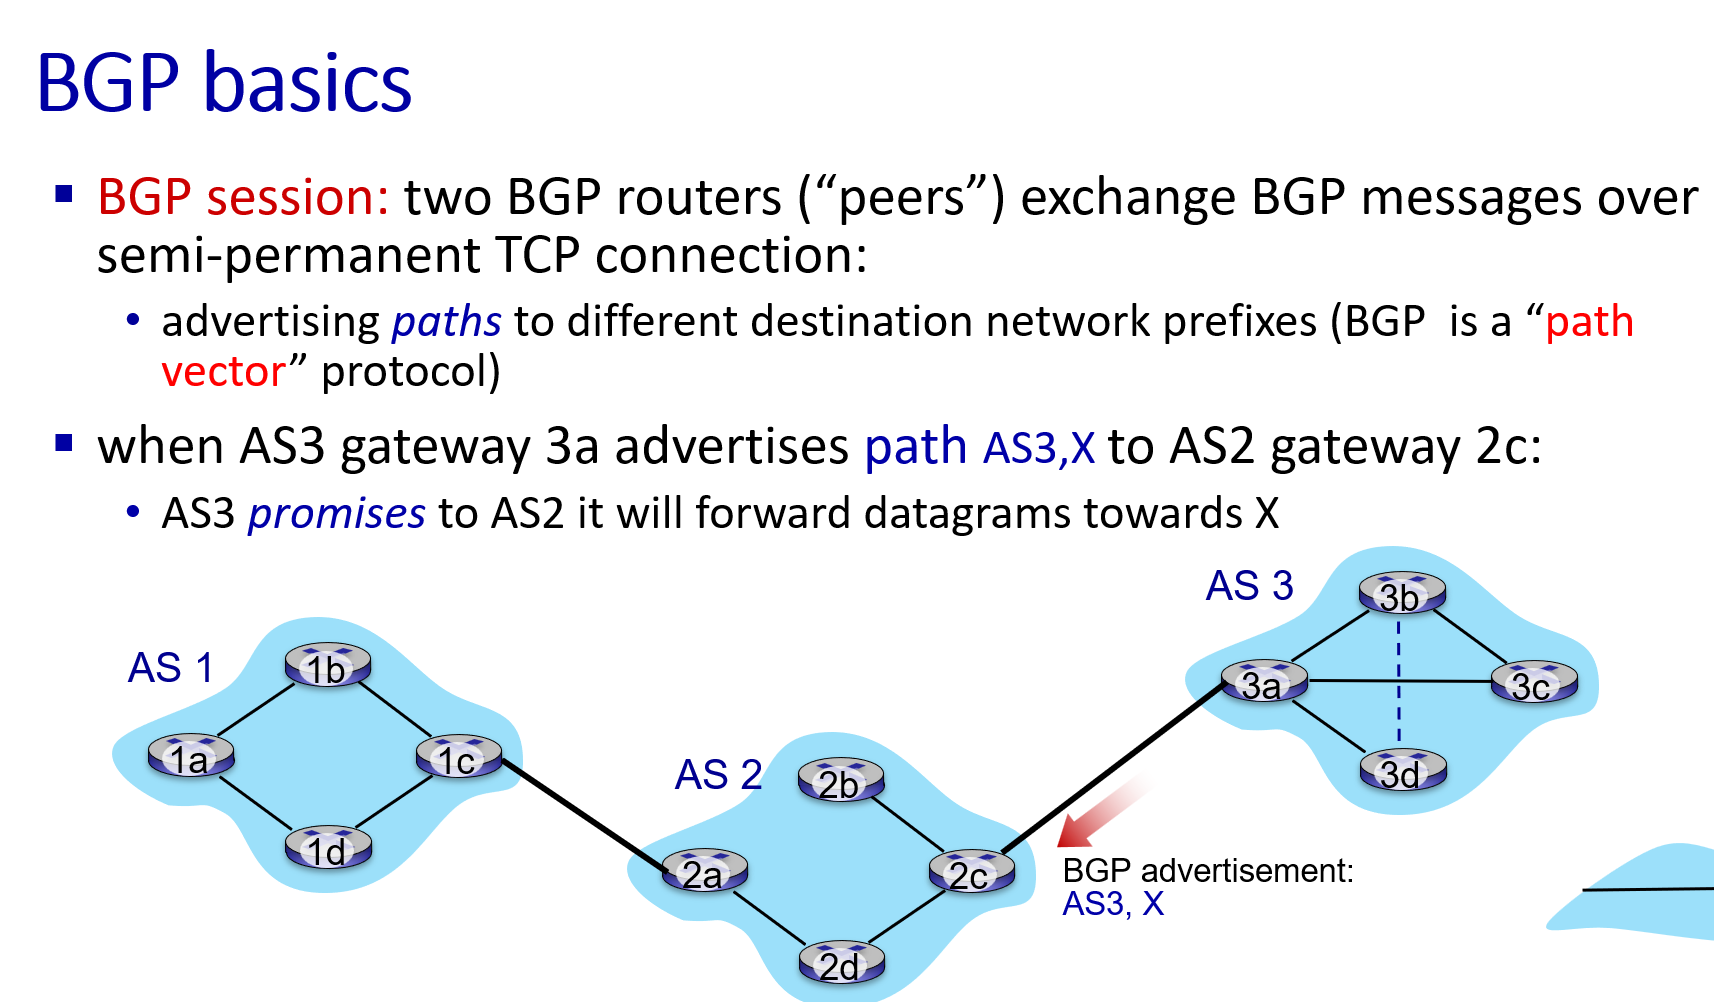 BGP basics
BGP session: two BGP routers (“peers”) exchange BGP messages over
semi-permanent TCP connection:
• advertising paths to different destination network prefixes (BGP is a “path
vector” protocol)
when AS3 gateway 3a advertises path AS3,X to AS2 gateway 2c:
• AS3 promises to AS2 it will forward datagrams towards X
AS 3
3b
3a
3c
3d
AS 1
1b
1a
1c
1d
AS 2
2b
2a
2c
2d
BGP advertisement:
AS3, X